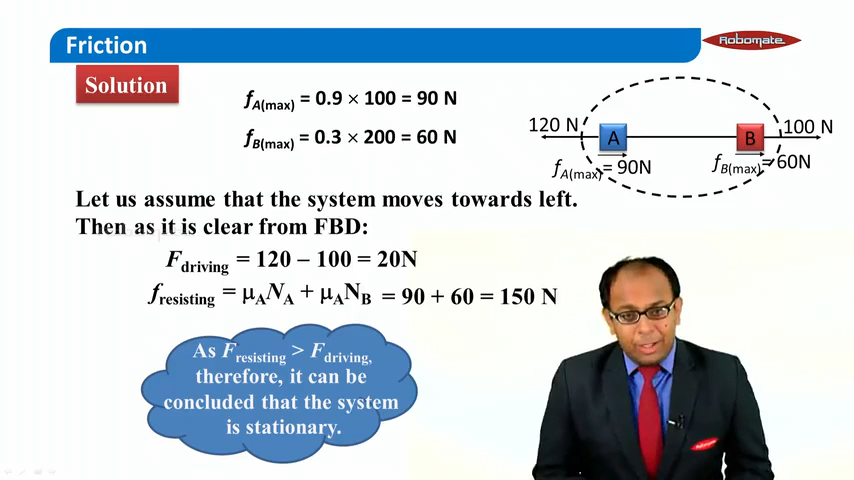 Friction
Robomate
Solution
fA(max) = 0.9 × 100 = 90 N
fB(max) = 0.3 × 200 = 60 N
120 N
A
B
100 N
fA(max) = 90N
fB(max) = 60N
Let us assume that the system moves towards left.
Then as it is clear from FBD:
Fdriving = 120 – 100 = 20N
fresisting = μANA + μANB = 90 + 60 = 150 N
As Fresisting > Fdriving,
therefore, it can be
concluded that the system
is stationary.